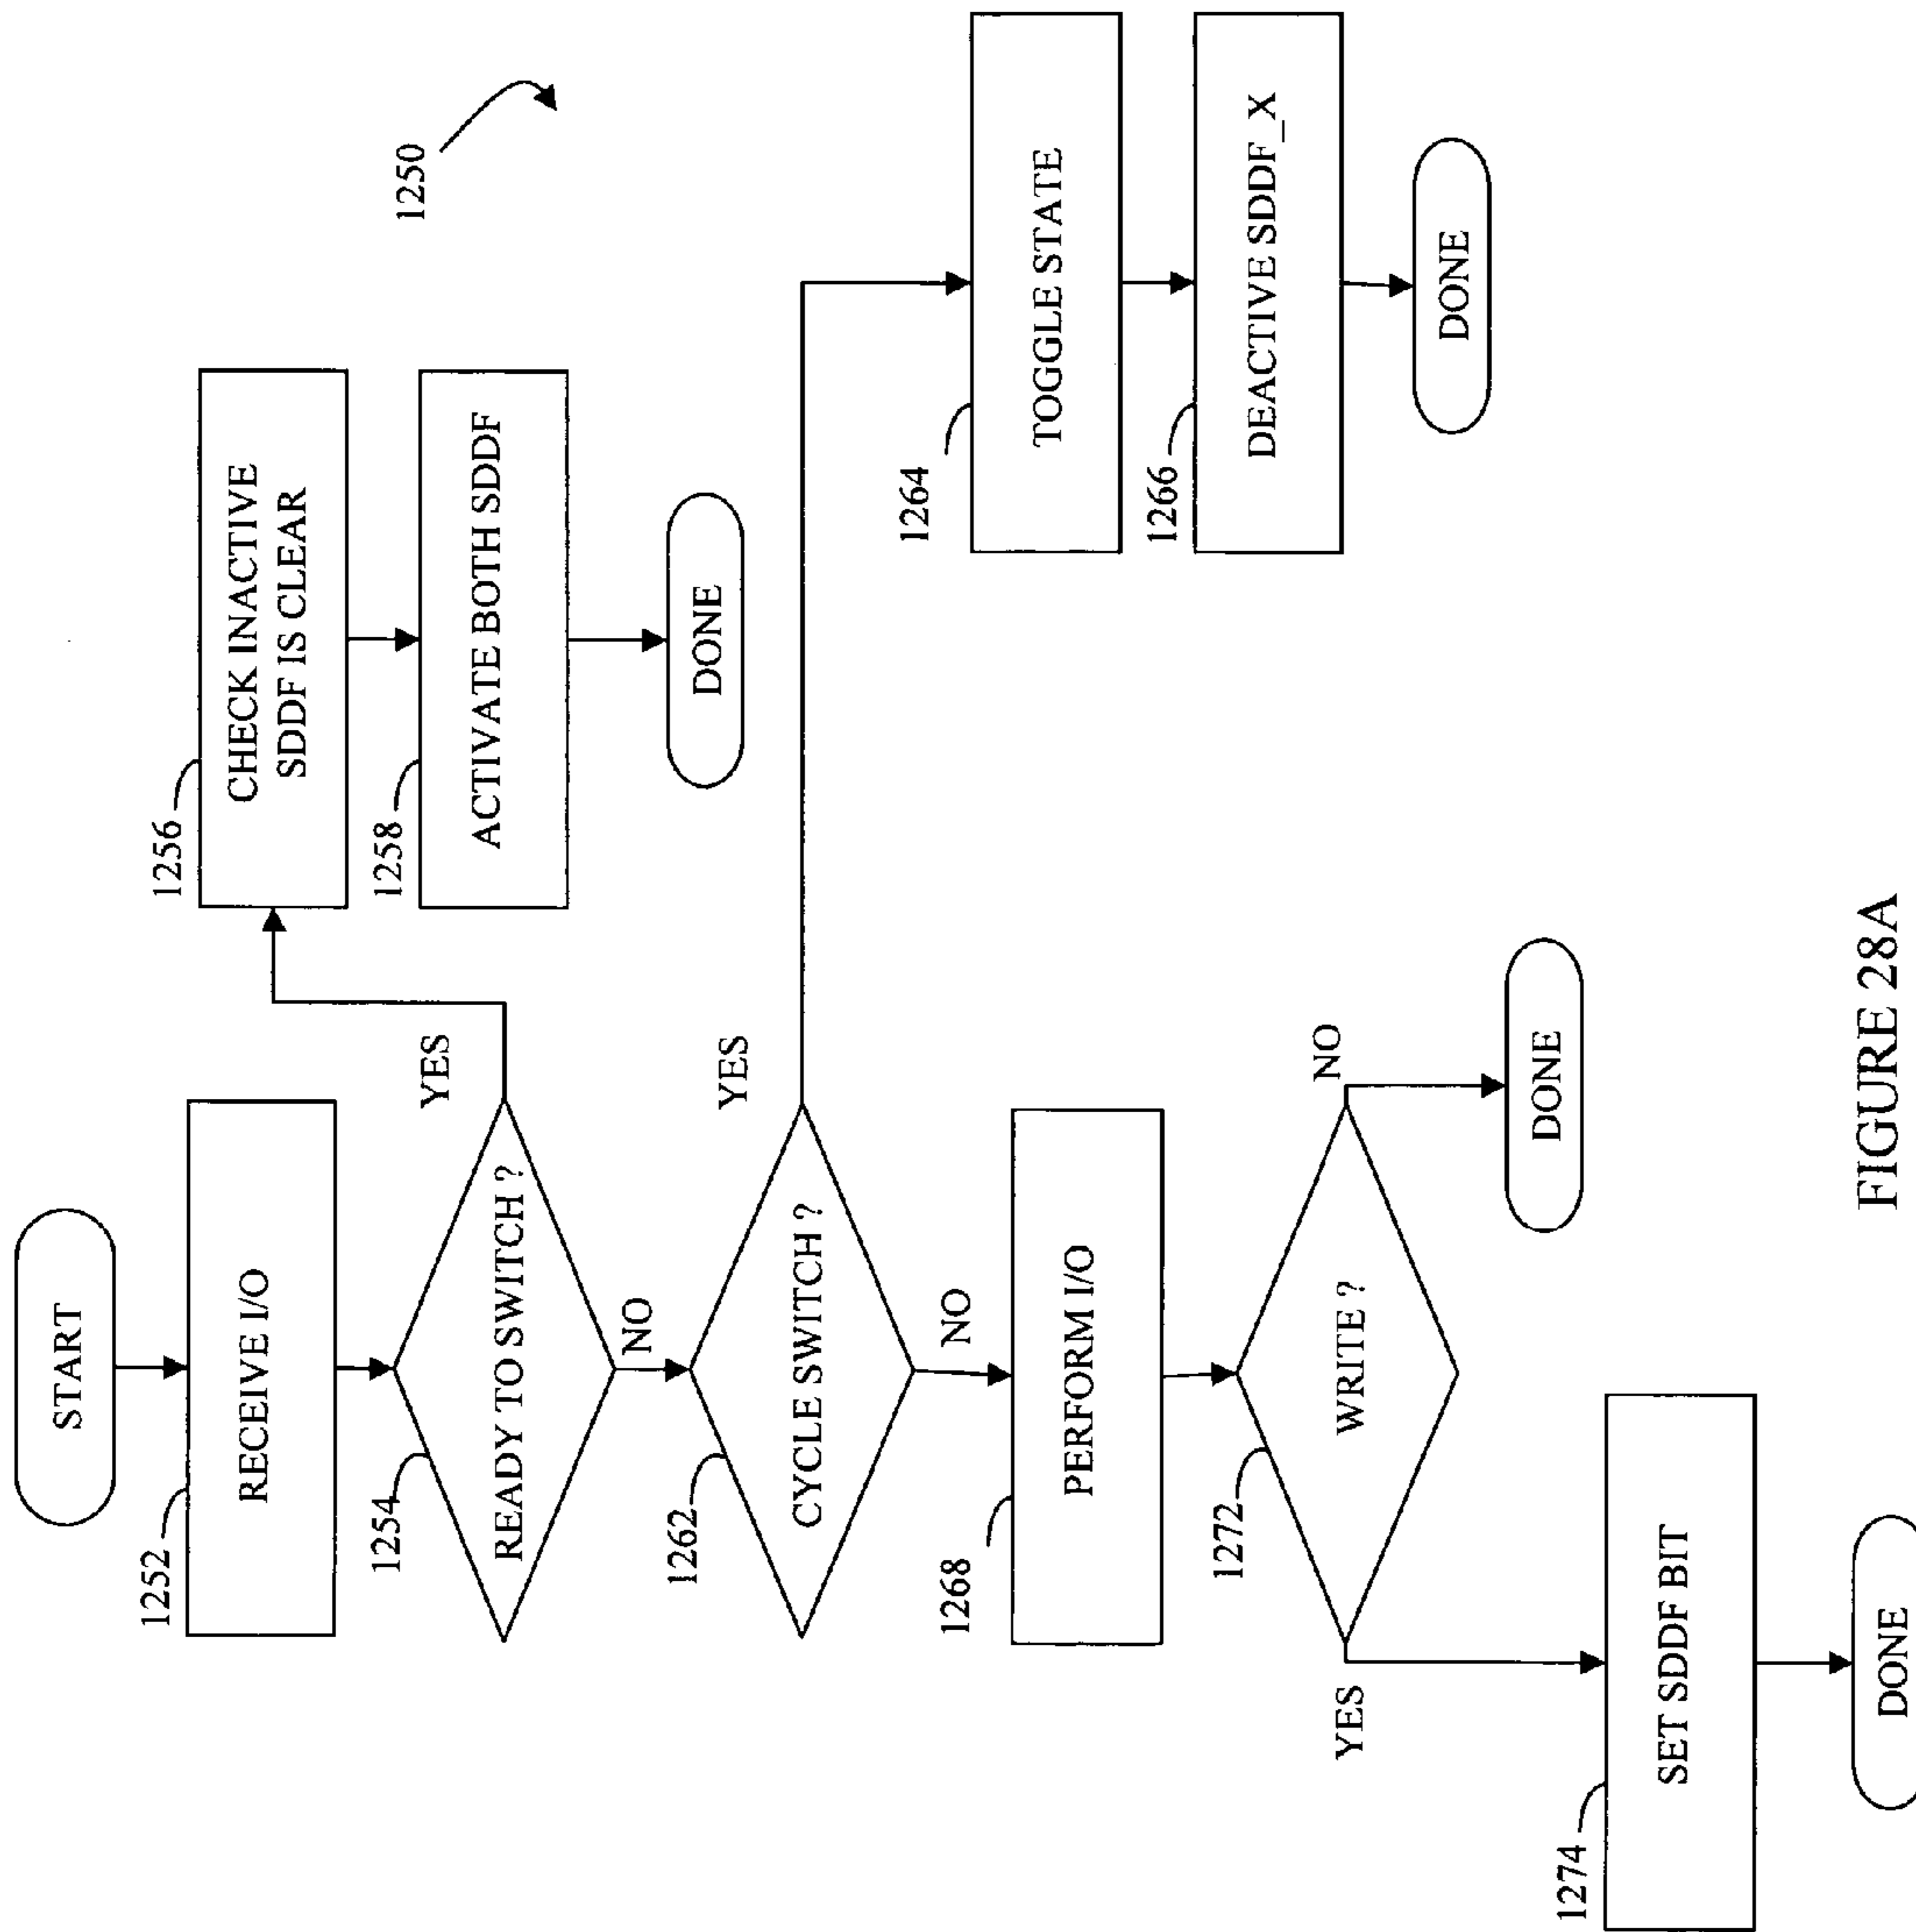 1250
START
1252
RECEIVE I/O
1254
READY TO SWITCH ?
YES
NO
1256
CHECK INACTIVE
SDDF IS CLEAR
1258
ACTIVATE BOTH SDDF
DONE
1262
CYCLE SWITCH ?
YES
NO
1264
TOGGLE STATE
1266
DEACTIVE SDDF_X
DONE
1268
PERFORM I/O
1272
WRITE ?
NO
DONE
YES
1274
SET SDDF BIT
DONE
FIGURE 28A